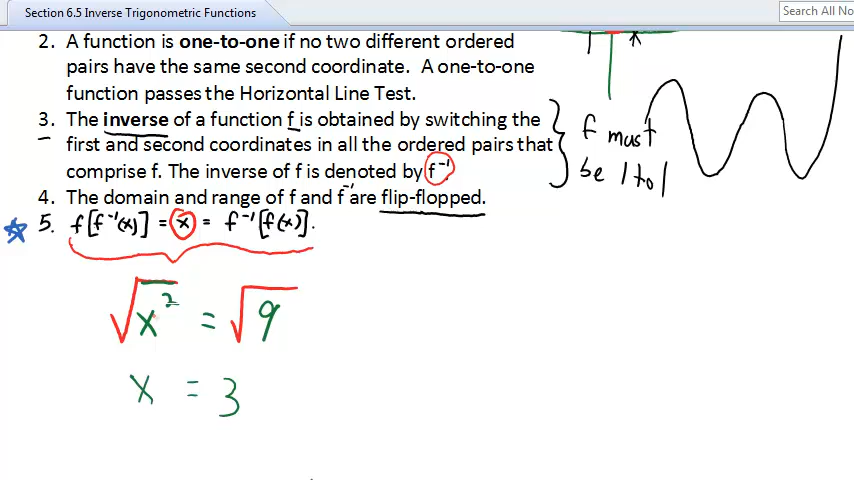 Section 6.5 Inverse Trigonometric Functions
Search All No
2. A function is one-to-one if no two different ordered
pairs have the same second coordinate. A one-to-one
function passes the Horizontal Line Test.
3. The inverse of a function f is obtained by switching the
first and second coordinates in all the ordered pairs that
comprise f. The inverse of f is denoted by f⁻¹.
f must
be 1 to 1
4. The domain and range of f and f⁻¹ are flip-flopped.
5. f[f⁻¹(x)] = x = f⁻¹[f(x)].
√x² = √9
x = 3